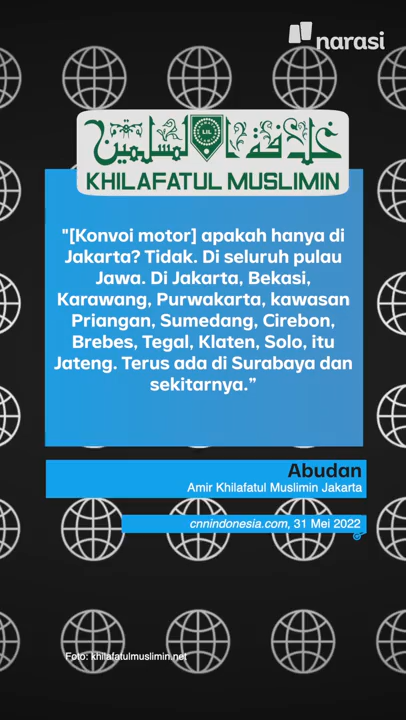 narasi
خلافة المسلمين
KHILAFATUL MUSLIMIN
"[Konvoi motor] apakah hanya di
Jakarta? Tidak. Di seluruh pulau
Jawa. Di Jakarta, Bekasi,
Karawang, Purwakarta, kawasan
Priangan, Sumedang, Cirebon,
Brebes, Tegal, Klaten, Solo, itu
Jateng. Terus ada di Surabaya dan
sekitarnya.”
Abudan
Amir Khilafatul Muslimin Jakarta
cnnindonesia.com, 31 Mei 2022
Foto: khilafatulmuslimin.net